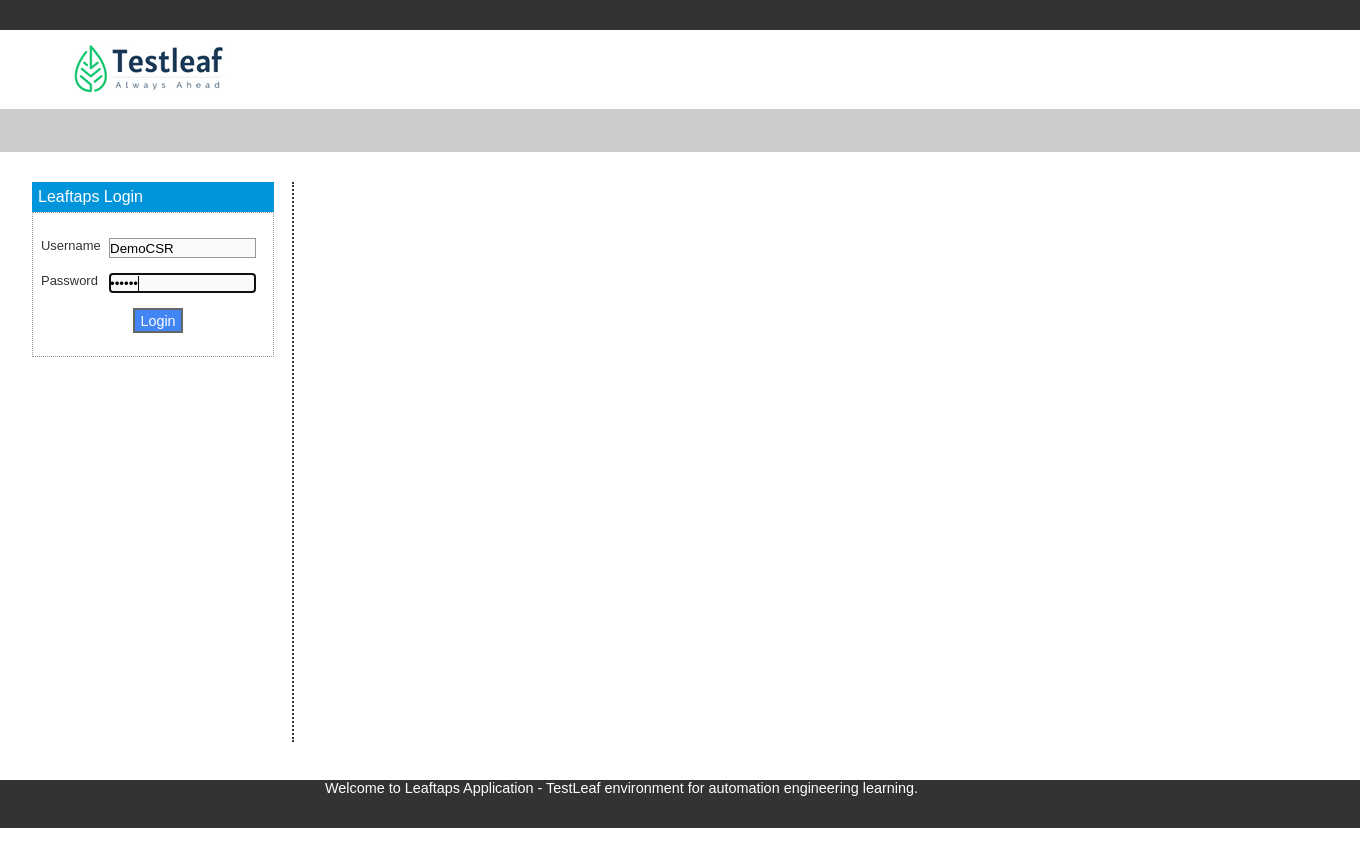 Testleaf
Always Ahead
Leaftaps Login
Username DemoCSR
Password ••••••
Login
Welcome to Leaftaps Application - TestLeaf environment for automation engineering learning.